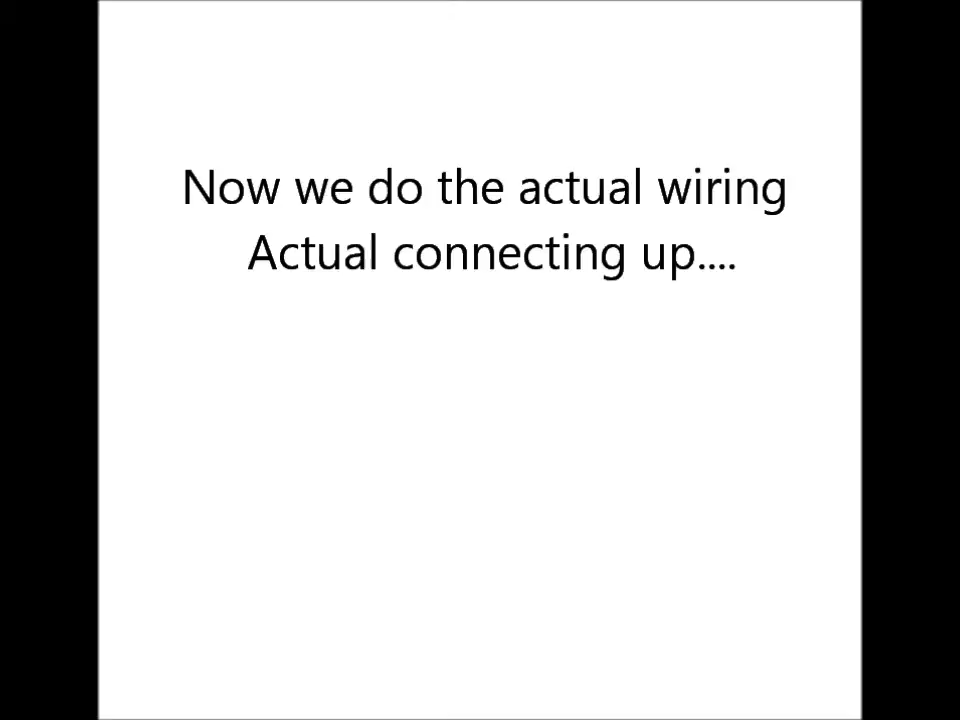 Now we do the actual wiring
Actual connecting up....